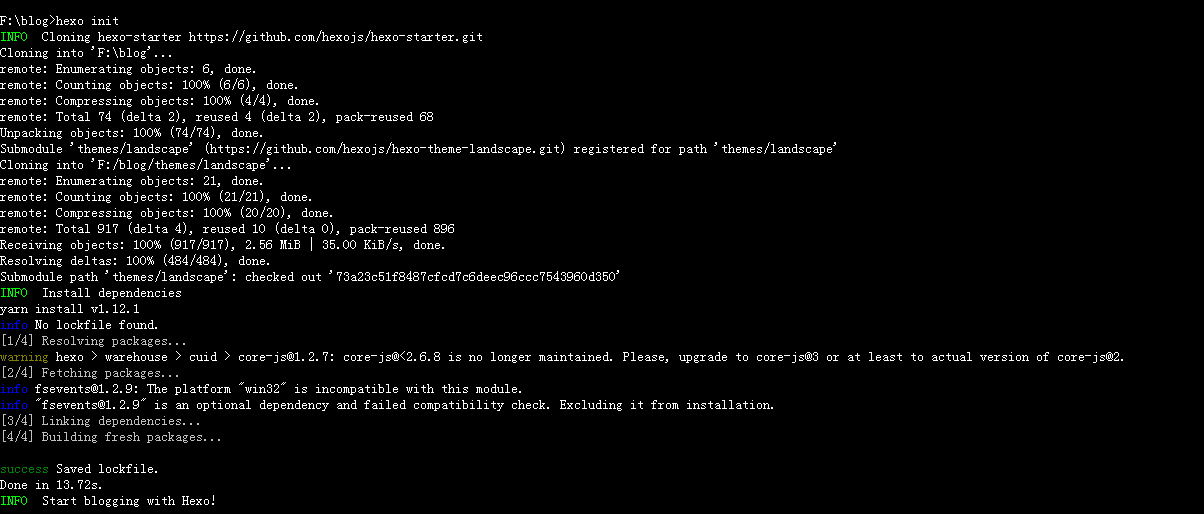 F:\blog>hexo init
INFO  Cloning hexo-starter https://github.com/hexojs/hexo-starter.git
Cloning into 'F:\blog'...
remote: Enumerating objects: 6, done.
remote: Counting objects: 100% (6/6), done.
remote: Compressing objects: 100% (4/4), done.
remote: Total 74 (delta 2), reused 4 (delta 2), pack-reused 68
Unpacking objects: 100% (74/74), done.
Submodule 'themes/landscape' (https://github.com/hexojs/hexo-theme-landscape.git) registered for path 'themes/landscape'
Cloning into 'F:/blog/themes/landscape'...
remote: Enumerating objects: 21, done.
remote: Counting objects: 100% (21/21), done.
remote: Compressing objects: 100% (20/20), done.
remote: Total 917 (delta 4), reused 10 (delta 0), pack-reused 896
Receiving objects: 100% (917/917), 2.56 MiB | 35.00 KiB/s, done.
Resolving deltas: 100% (484/484), done.
Submodule path 'themes/landscape': checked out '73a23c51f8487cfcd7c6deec96ccc7543960d350'
INFO  Install dependencies
yarn install v1.12.1
info No lockfile found.
[1/4] Resolving packages...
warning hexo > warehouse > cuid > core-js@1.2.7: core-js@<2.6.8 is no longer maintained. Please, upgrade to core-js@3 or at least to actual version of core-js@2.
[2/4] Fetching packages...
info fsevents@1.2.9: The platform "win32" is incompatible with this module.
info "fsevents@1.2.9" is an optional dependency and failed compatibility check. Excluding it from installation.
[3/4] Linking dependencies...
[4/4] Building fresh packages...
success Saved lockfile.
Done in 13.72s.
INFO  Start blogging with Hexo!